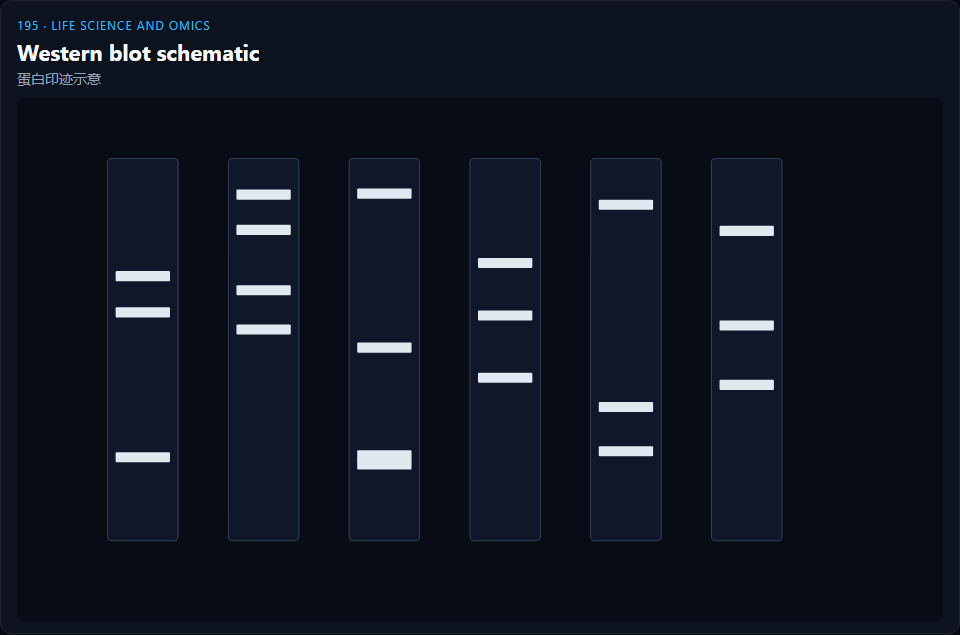 195 · LIFE SCIENCE AND OMICS
Western blot schematic
蛋白印迹示意